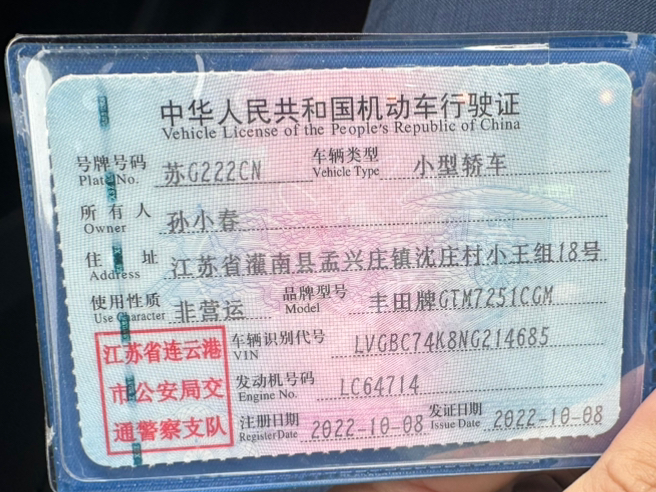 中华人民共和国机动车行驶证
Vehicle License of the People's Republic of China
号牌号码 苏G222CN 车辆类型 小型轿车
Plate No. Vehicle Type
所有人 孙小春
Owner
住址 江苏省灌南县孟兴庄镇沈庄村小王组18号
Address
使用性质 非营运 品牌型号 丰田牌GTM7251CGM
Use Character Model
江苏省连云港 车辆识别代号 LVGBC74K8NG214685
VIN
市公安局交 发动机号码 LC64714
Engine No.
通警察支队 注册日期 2022-10-08 发证日期 2022-10-08
Register Date Issue Date